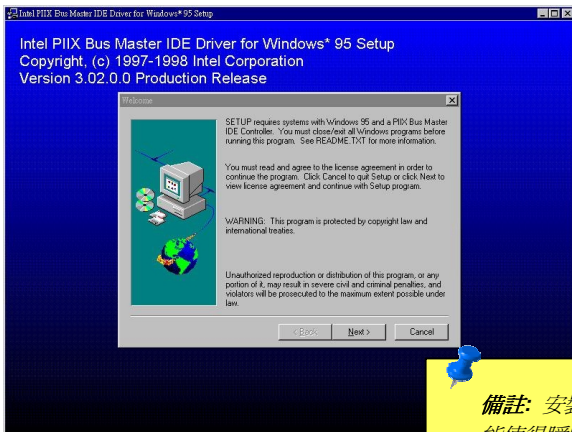 Intel PIIX Bus Master IDE Driver for Windows* 95 Setup
Intel PIIX Bus Master IDE Driver for Windows* 95 Setup
Copyright, (c) 1997-1998 Intel Corporation
Version 3.02.0.0 Production Release
Welcome
SETUP requires systems with Windows 95 and a PIIX Bus Master
IDE Controller. You must close/exit all Windows programs before
running this program. See README.TXT for more information.
You must read and agree to the license agreement in order to
continue the program. Click Cancel to quit Setup or click Next to
view license agreement and continue with Setup program.
WARNING: This program is protected by copyright law and
international treaties.
Unauthorized reproduction or distribution of this program, or any
portion of it, may result in severe civil and criminal penalties, and
violators will be prosecuted to the maximum extent possible under
law.
< Back
Next >
Cancel
備註: 安